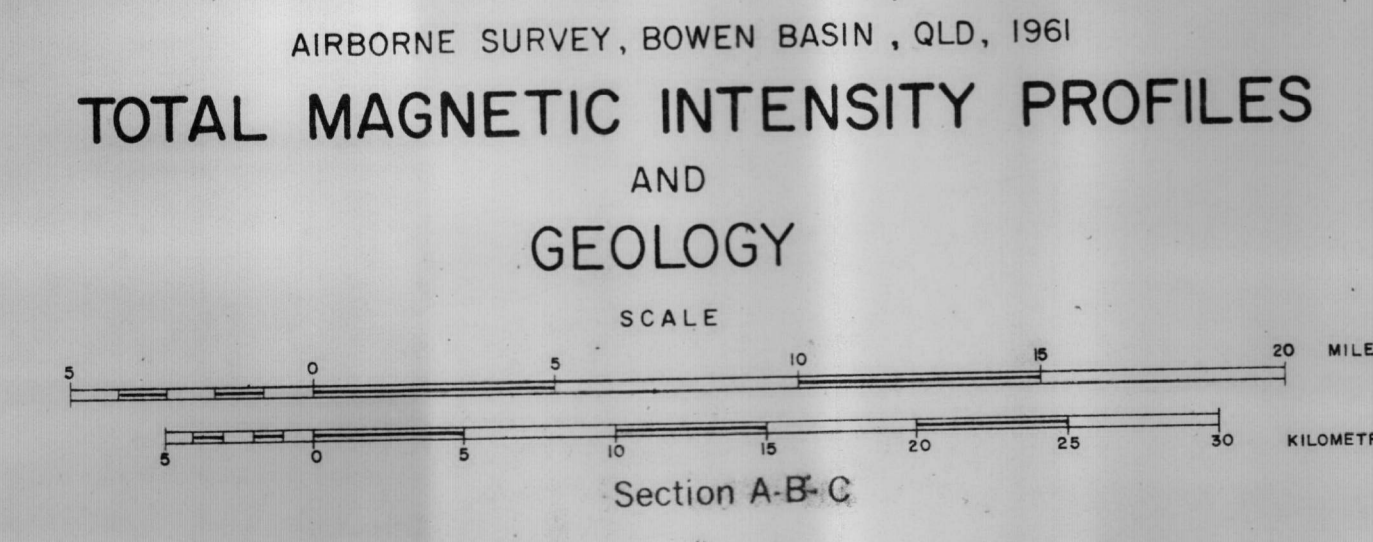 AIRBORNE SURVEY, BOWEN BASIN , QLD, 1961
TOTAL MAGNETIC INTENSITY PROFILES
AND
GEOLOGY
SCALE
5 0 5 10 15 20 MILE
5 0 5 10 15 20 25 30 KILOMETR
Section A-B-C